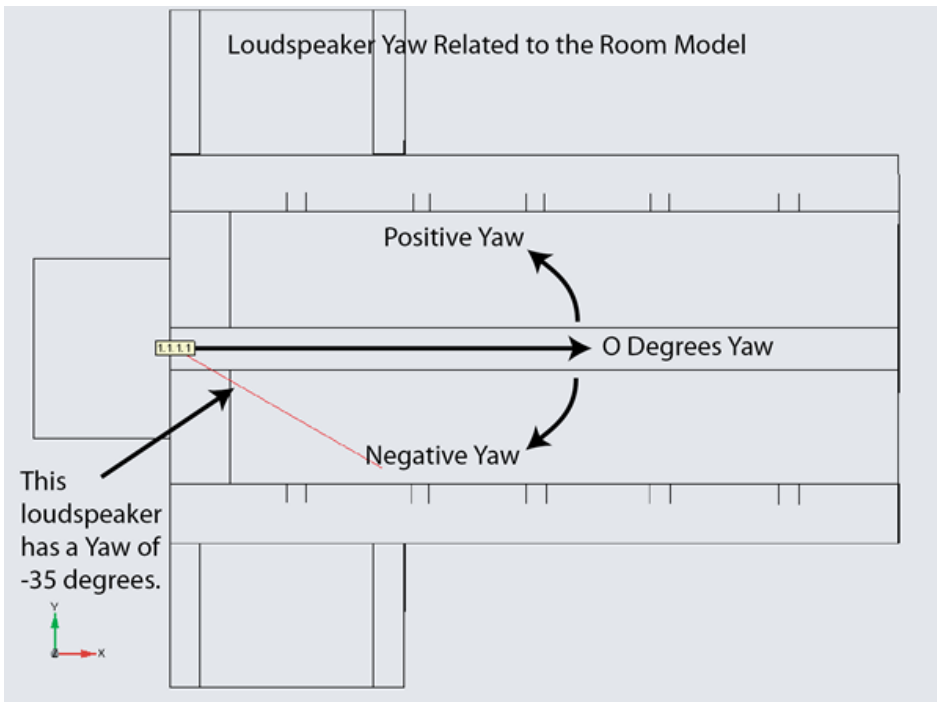 Loudspeaker Yaw Related to the Room Model
Positive Yaw
1.1.1.1
O Degrees Yaw
Negative Yaw
This
loudspeaker
has a Yaw of
-35 degrees.
Y
Z
X